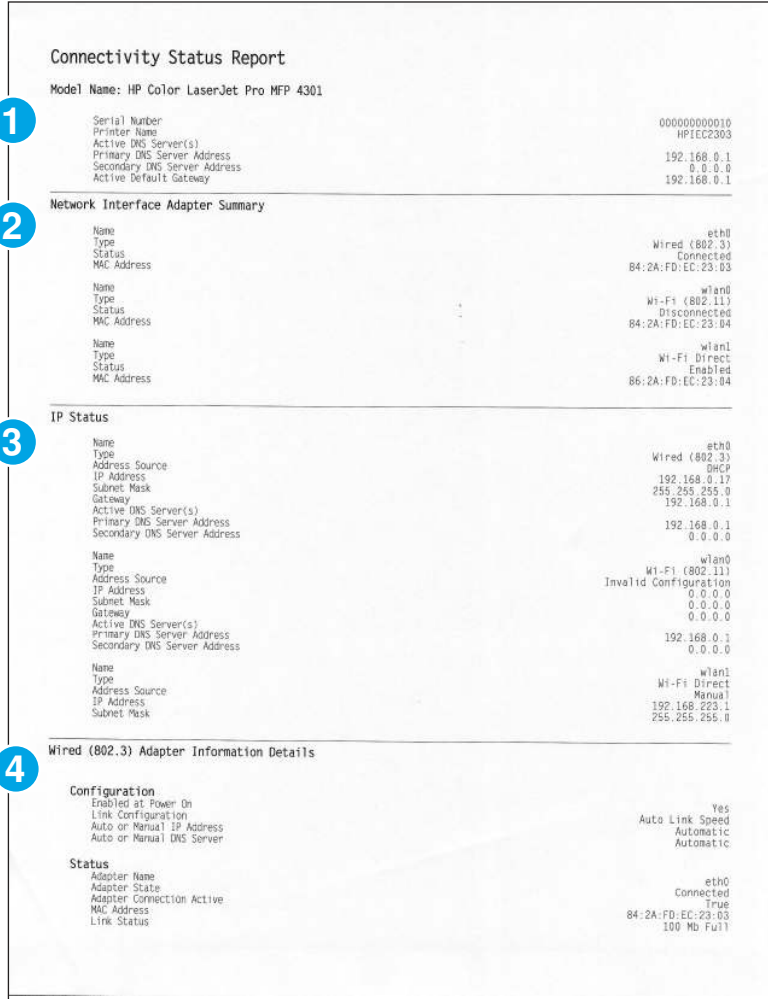 Connectivity Status Report
Model Name: HP Color LaserJet Pro MFP 4301
1
Serial Number 000000000010
Printer Name HPIEC2303
Active DNS Server(s)
Primary DNS Server Address 192.168.0.1
Secondary DNS Server Address 0.0.0.0
Active Default Gateway 192.168.0.1
2
Network Interface Adapter Summary
Name eth0
Type Wired (802.3)
Status Connected
MAC Address 84:2A:FD:EC:23:03
Name wlan0
Type Wi-Fi (802.11)
Status Disconnected
MAC Address 84:2A:FD:EC:23:04
Name wlan1
Type Wi-Fi Direct
Status Enabled
MAC Address 86:2A:FD:EC:23:04
3
IP Status
Name eth0
Type Wired (802.3)
Address Source DHCP
IP Address 192.168.0.17
Subnet Mask 255.255.255.0
Gateway 192.168.0.1
Active DNS Server(s)
Primary DNS Server Address 192.168.0.1
Secondary DNS Server Address 0.0.0.0
Name wlan0
Type Wi-Fi (802.11)
Address Source Invalid Configuration
IP Address 0.0.0.0
Subnet Mask 0.0.0.0
Gateway 0.0.0.0
Active DNS Server(s)
Primary DNS Server Address 192.168.0.1
Secondary DNS Server Address 0.0.0.0
Name wlan1
Type Wi-Fi Direct
Address Source Manual
IP Address 192.168.223.1
Subnet Mask 255.255.255.0
4
Wired (802.3) Adapter Information Details
Configuration
Enabled at Power On Yes
Link Configuration Auto Link Speed
Auto or Manual IP Address Automatic
Auto or Manual DNS Server Automatic
Status
Adapter Name eth0
Adapter State Connected
Adapter Connection Active True
MAC Address 84:2A:FD:EC:23:03
Link Status 100 Mb Full